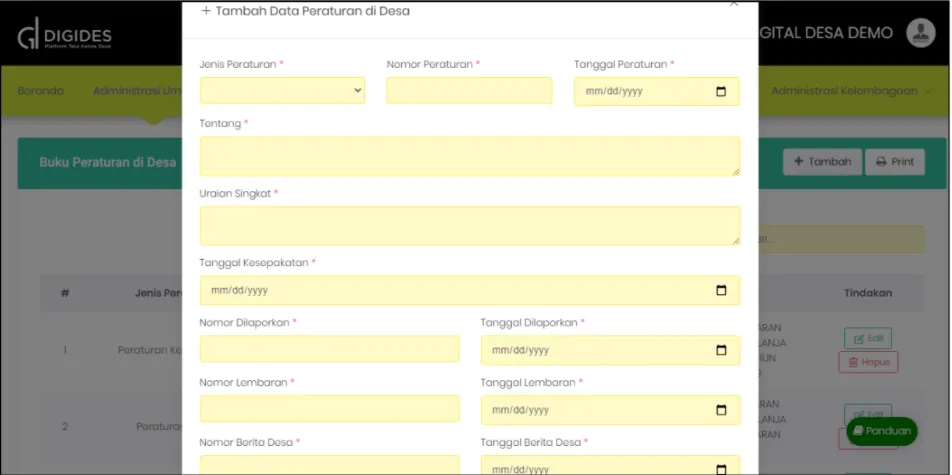 + Tambah Data Peraturan di Desa
DIGIDES
Platform Tata Kelola Desa
GITAL DESA DEMO
Beranda Administrasi Um
Administrasi Kelembagaan
Buku Peraturan di Desa
+ Tambah Print
Jenis Peraturan * Nomor Peraturan * Tanggal Peraturan *
mm/dd/yyyy
Tentang *
Uraian Singkat *
Tanggal Kesepakatan *
mm/dd/yyyy
Nomor Dilaporkan * Tanggal Dilaporkan *
mm/dd/yyyy
Nomor Lembaran * Tanggal Lembaran *
mm/dd/yyyy
Nomor Berita Desa * Tanggal Berita Desa *
mm/dd/yyyy
# Jenis Per Tindakan
1 Peraturan Ke
ARAN
LANJA
HUN
Edit
Hapus
2 Peraturan
RAN
LANJA
ARAN
Edit
Panduan